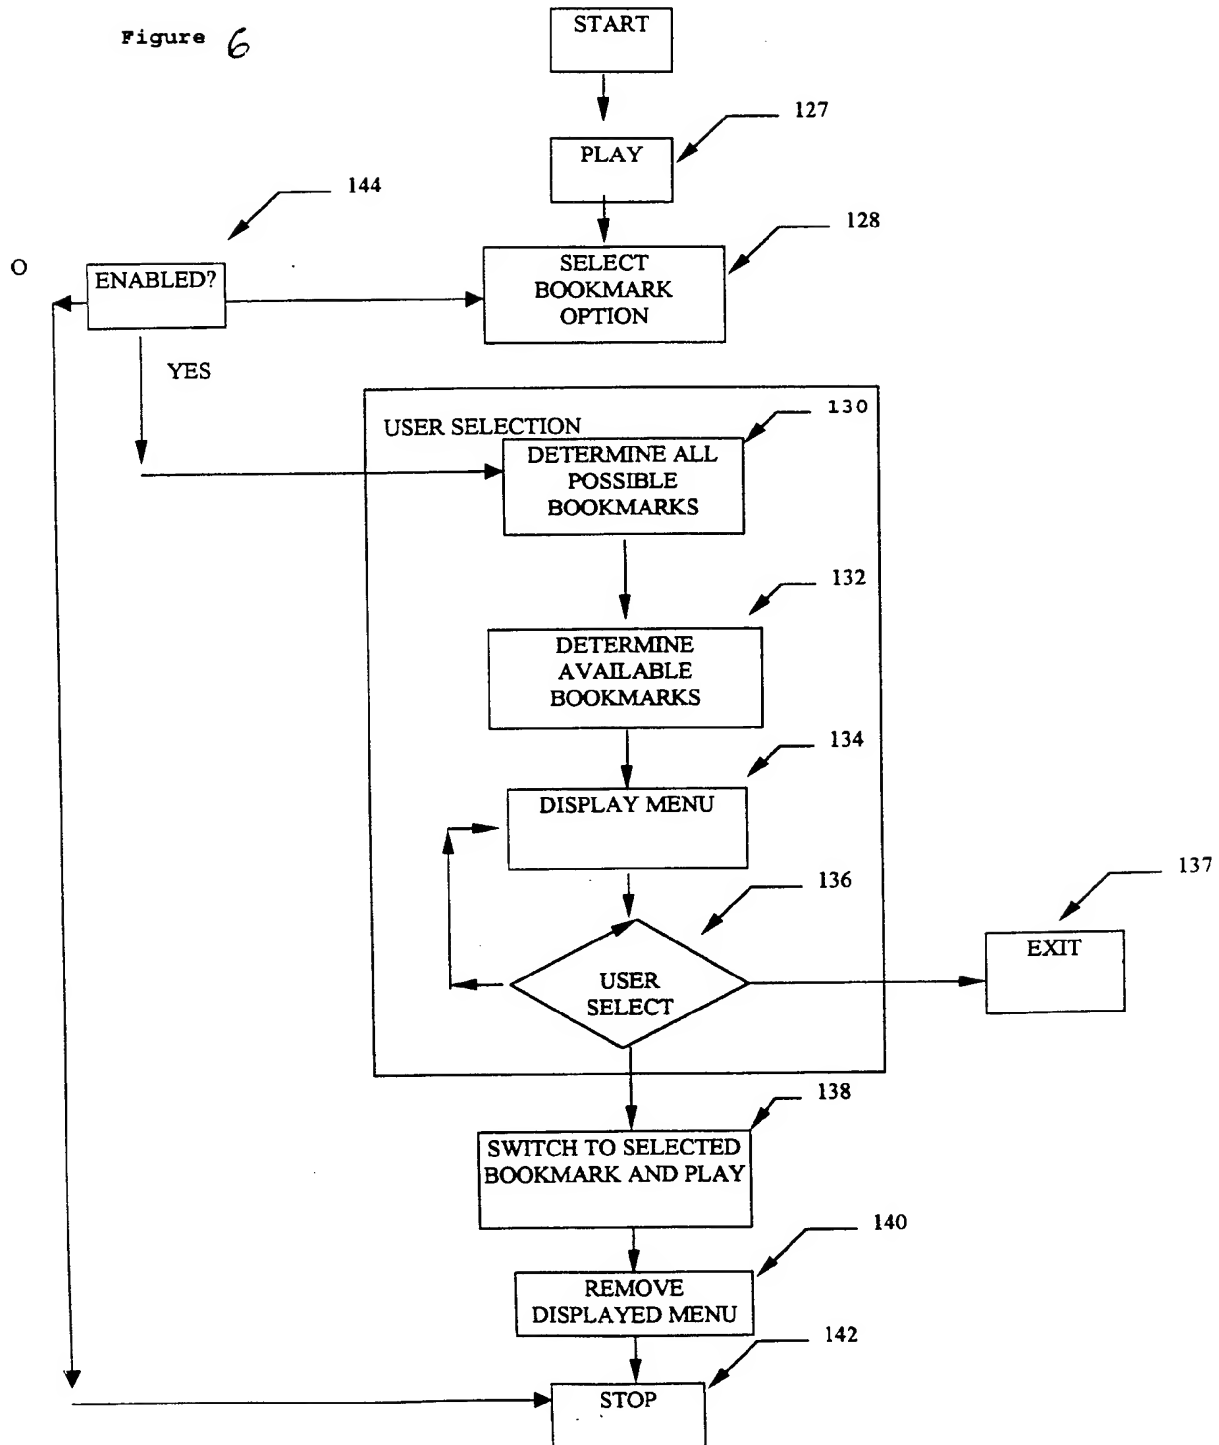 Figure 6
START
127
PLAY
144
128
O
ENABLED?
SELECT
BOOKMARK
OPTION
YES
130
USER SELECTION
DETERMINE ALL
POSSIBLE
BOOKMARKS
132
DETERMINE
AVAILABLE
BOOKMARKS
134
DISPLAY MENU
136
137
EXIT
USER
SELECT
138
SWITCH TO SELECTED
BOOKMARK AND PLAY
140
REMOVE
DISPLAYED MENU
142
STOP